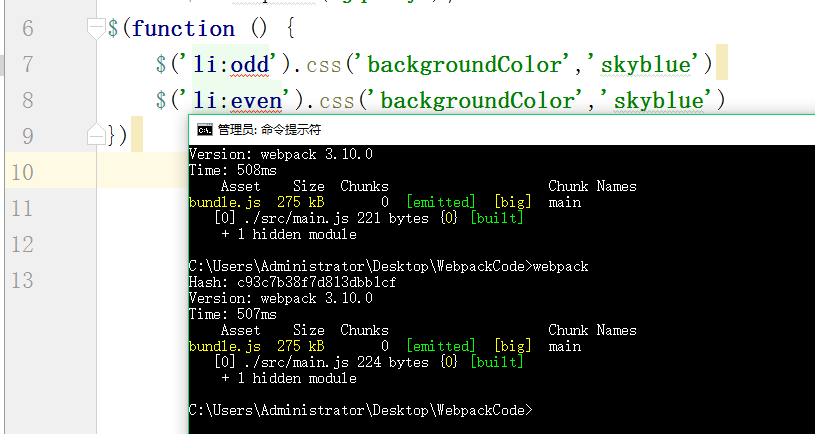 6 $(function () {
7 $('li:odd').css('backgroundColor','skyblue')
8 $('li:even').css('backgroundColor','skyblue')
9 })
10
11
12
13
管理员: 命令提示符
Version: webpack 3.10.0
Time: 508ms
Asset Size Chunks Chunk Names
bundle.js 275 kB 0 [emitted] [big] main
[0] ./src/main.js 221 bytes {0} [built]
+ 1 hidden module
C:\Users\Administrator\Desktop\WebpackCode>webpack
Hash: c93c7b38f7d813dbb1cf
Version: webpack 3.10.0
Time: 507ms
Asset Size Chunks Chunk Names
bundle.js 275 kB 0 [emitted] [big] main
[0] ./src/main.js 224 bytes {0} [built]
+ 1 hidden module
C:\Users\Administrator\Desktop\WebpackCode>